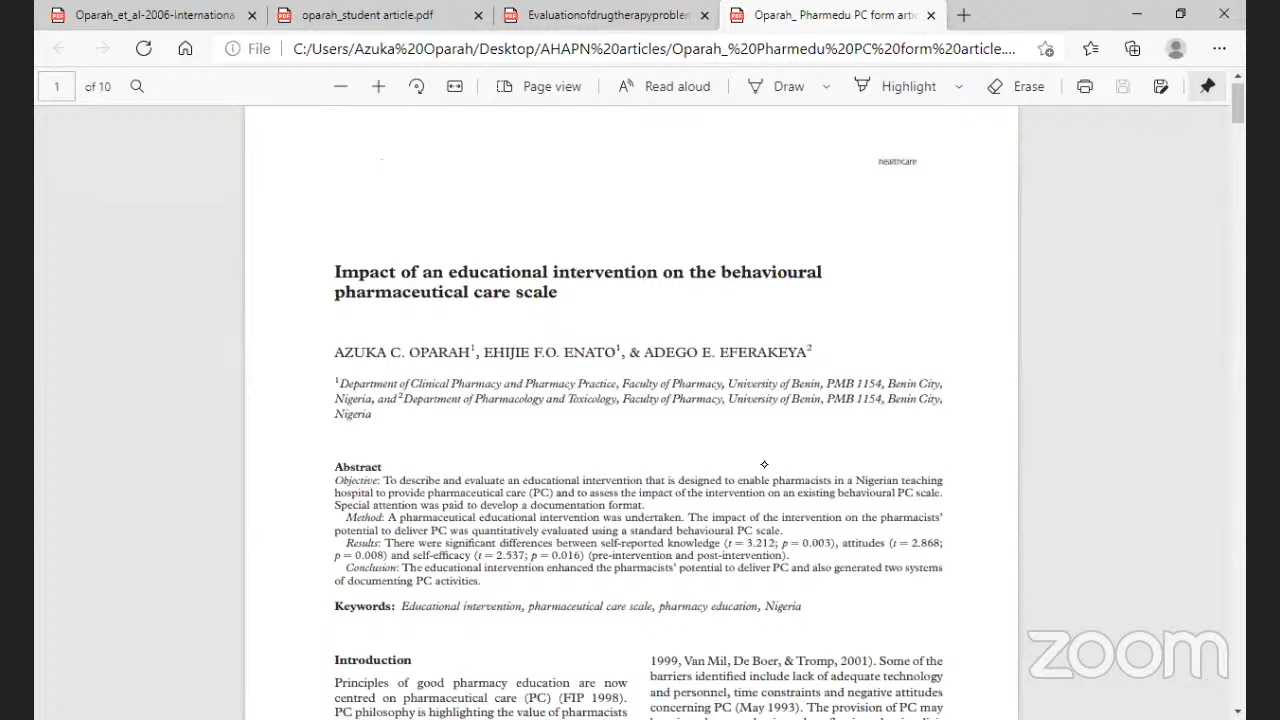 Oparah_et_al-2006-internationa
oparah_student article.pdf
Evaluationofdrugtherapyproblem
Oparah_ Pharmedu PC form arti
File
C:/Users/Azuka%20Oparah/Desktop/AHAPN%20articles/Oparah_%20Pharmedu%20PC%20form%20article....
1 of 10
Page view
Read aloud
Draw
Highlight
Erase
healthcare
Impact of an educational intervention on the behavioural
pharmaceutical care scale
AZUKA C. OPARAH1, EHIJIE F.O. ENATO1, & ADEGO E. EFERAKEYA2
1Department of Clinical Pharmacy and Pharmacy Practice, Faculty of Pharmacy, University of Benin, PMB 1154, Benin City,
Nigeria, and 2Department of Pharmacology and Toxicology, Faculty of Pharmacy, University of Benin, PMB 1154, Benin City,
Nigeria
Abstract
Objective: To describe and evaluate an educational intervention that is designed to enable pharmacists in a Nigerian teaching
hospital to provide pharmaceutical care (PC) and to assess the impact of the intervention on an existing behavioural PC scale.
Special attention was paid to develop a documentation format.
Method: A pharmaceutical educational intervention was undertaken. The impact of the intervention on the pharmacists'
potential to deliver PC was quantitatively evaluated using a standard behavioural PC scale.
Results: There were significant differences between self-reported knowledge (t = 3.212; p = 0.003), attitudes (t = 2.868;
p = 0.008) and self-efficacy (t = 2.537; p = 0.016) (pre-intervention and post-intervention).
Conclusion: The educational intervention enhanced the pharmacists' potential to deliver PC and also generated two systems
of documenting PC activities.
Keywords: Educational intervention, pharmaceutical care scale, pharmacy education, Nigeria
Introduction
Principles of good pharmacy education are now
centred on pharmaceutical care (PC) (FIP 1998).
PC philosophy is highlighting the value of pharmacists
1999, Van Mil, De Boer, & Tromp, 2001). Some of the
barriers identified include lack of adequate technology
and personnel, time constraints and negative attitudes
concerning PC (May 1993). The provision of PC may
zoom